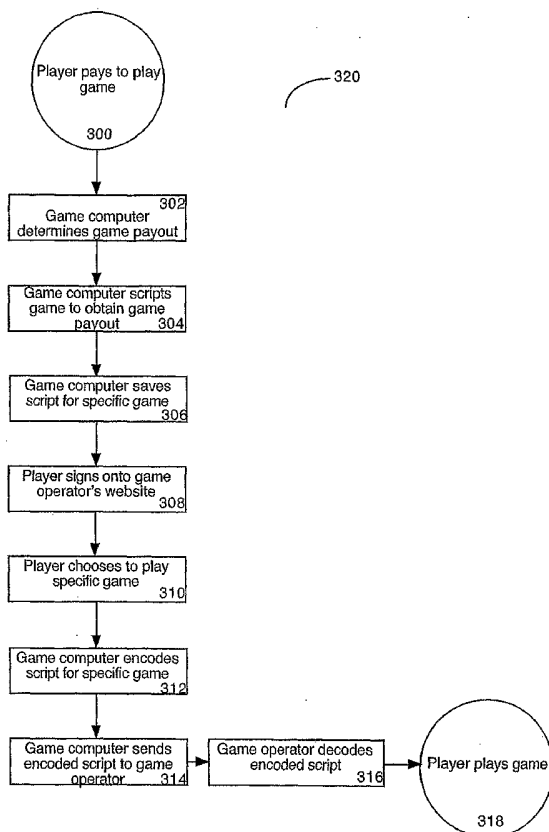 Player pays to play
game
300
320
302
Game computer
determines game payout
Game computer scripts
game to obtain game
payout 304
Game computer saves
script for specific game
306
Player signs onto game
operator's website
308
Player chooses to play
specific game
310
Game computer encodes
script for specific game
312
Game computer sends
encoded script to game
operator 314
Game operator decodes
encoded script
316
Player plays game
318